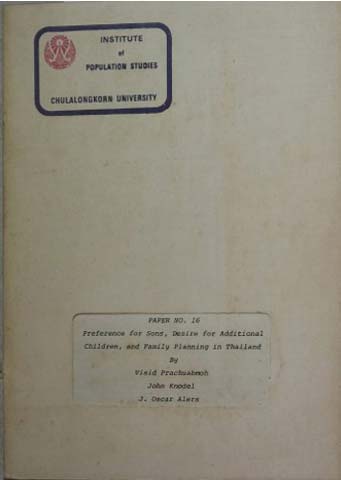 INSTITUTE
of
POPULATION STUDIES
CHULALONGKORN UNIVERSITY
PAPER NO. 16
Preference for Sons, Desire for Additional
Children, and Family Planning in Thailand
By
Visid Prachuabmoh
John Knodel
J. Oscar Alers